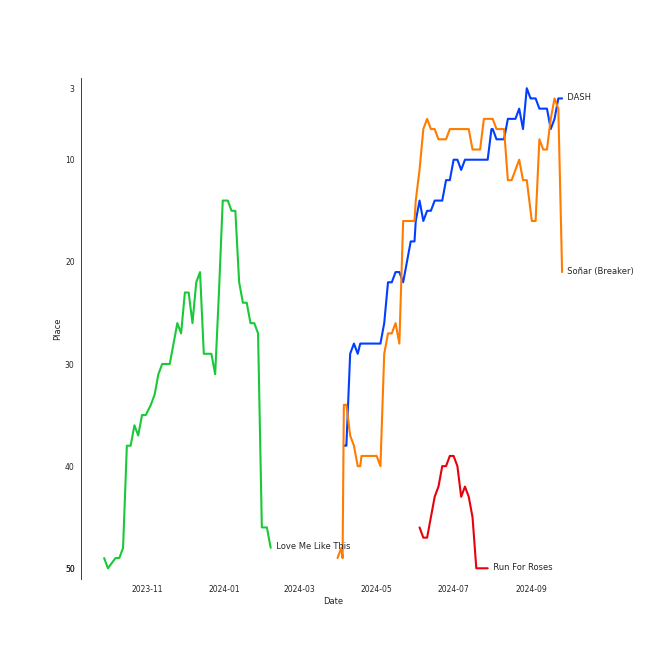 3
10
20
30
40
50
Place
DASH
Soñar (Breaker)
Love Me Like This
Run For Roses
2023-11
2024-01
2024-03
2024-05
2024-07
2024-09
Date